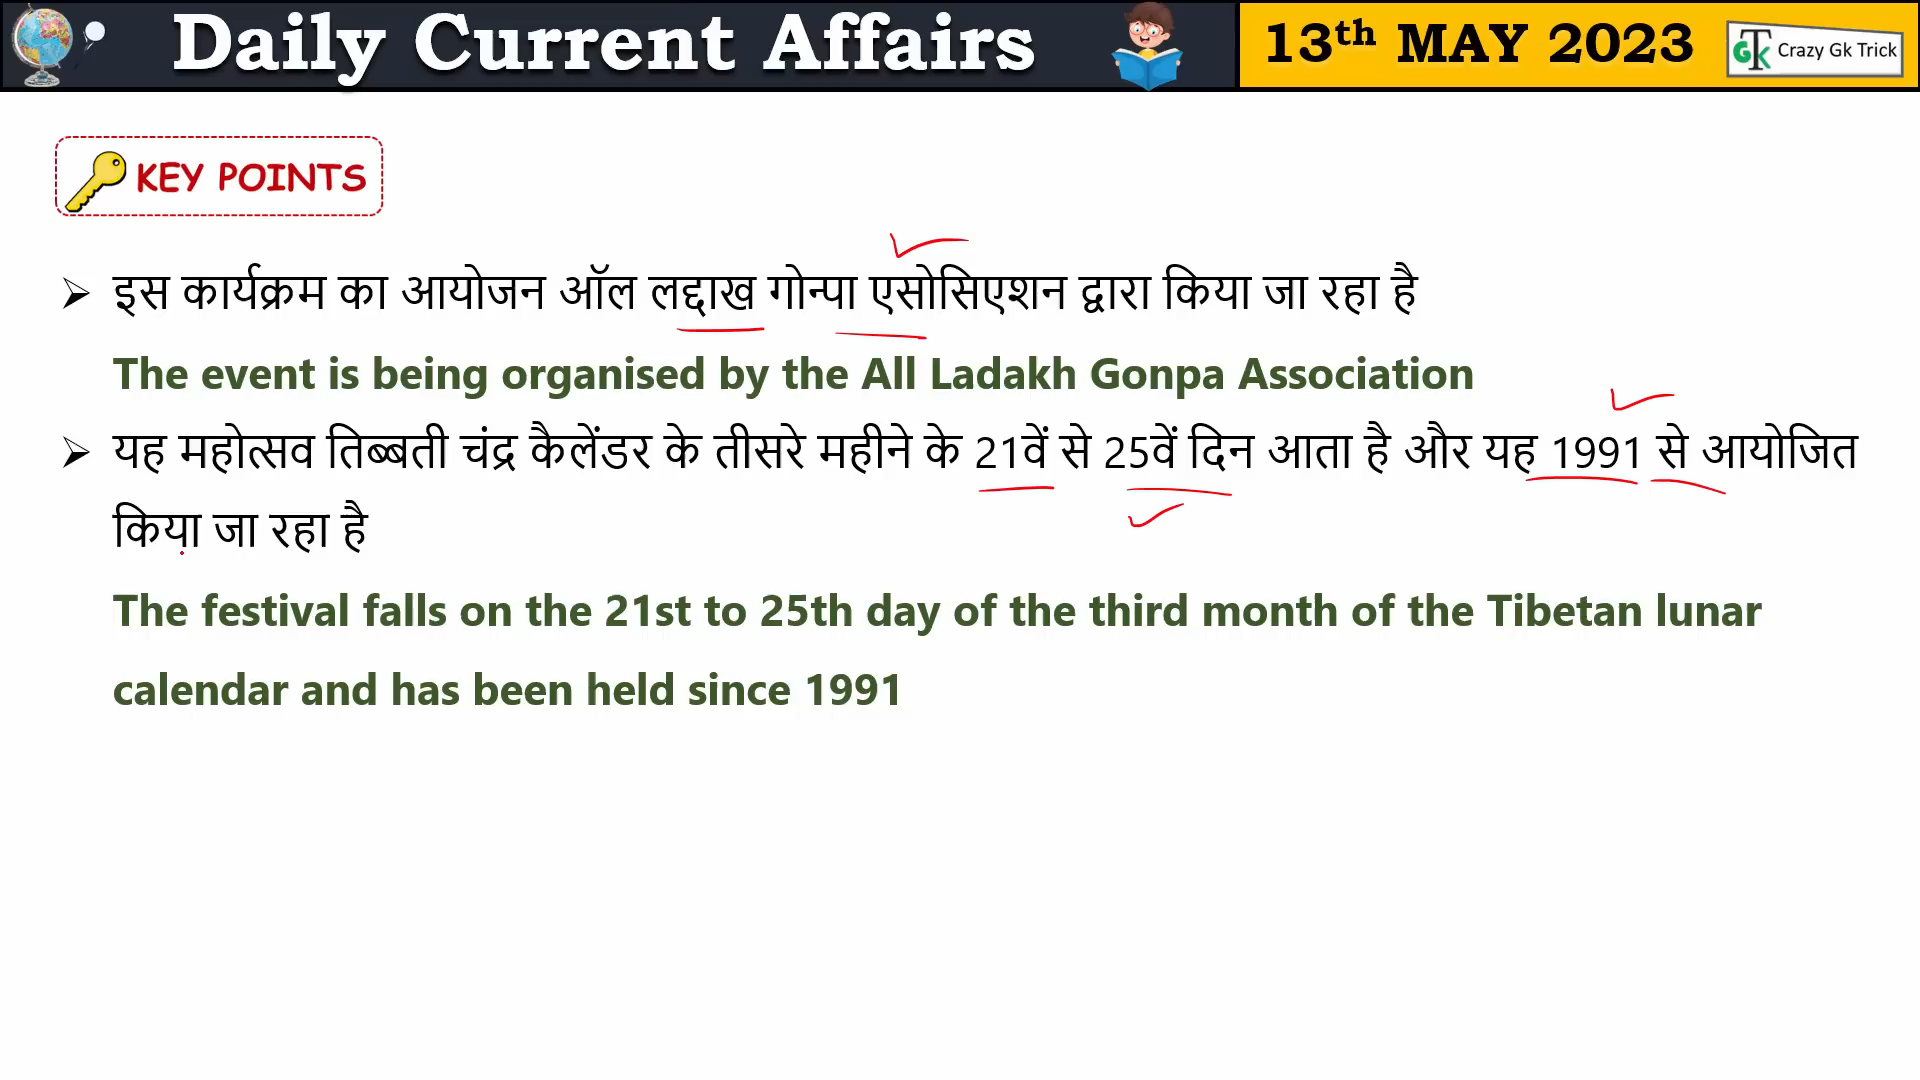 Daily Current Affairs
13th MAY 2023
GTK Crazy Gk Trick
KEY POINTS
➢ इस कार्यक्रम का आयोजन ऑल लद्दाख गोन्पा एसोसिएशन द्वारा किया जा रहा है
The event is being organised by the All Ladakh Gonpa Association
➢ यह महोत्सव तिब्बती चंद्र कैलेंडर के तीसरे महीने के 21वें से 25वें दिन आता है और यह 1991 से आयोजित
किया जा रहा है
The festival falls on the 21st to 25th day of the third month of the Tibetan lunar
calendar and has been held since 1991